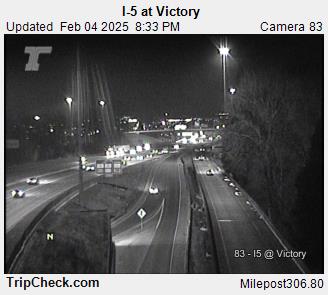 I-5 at Victory
Updated Feb 04 2025 8:33 PM Camera 83
N
83 - I5 @ Victory
TripCheck.com Milepost306.80